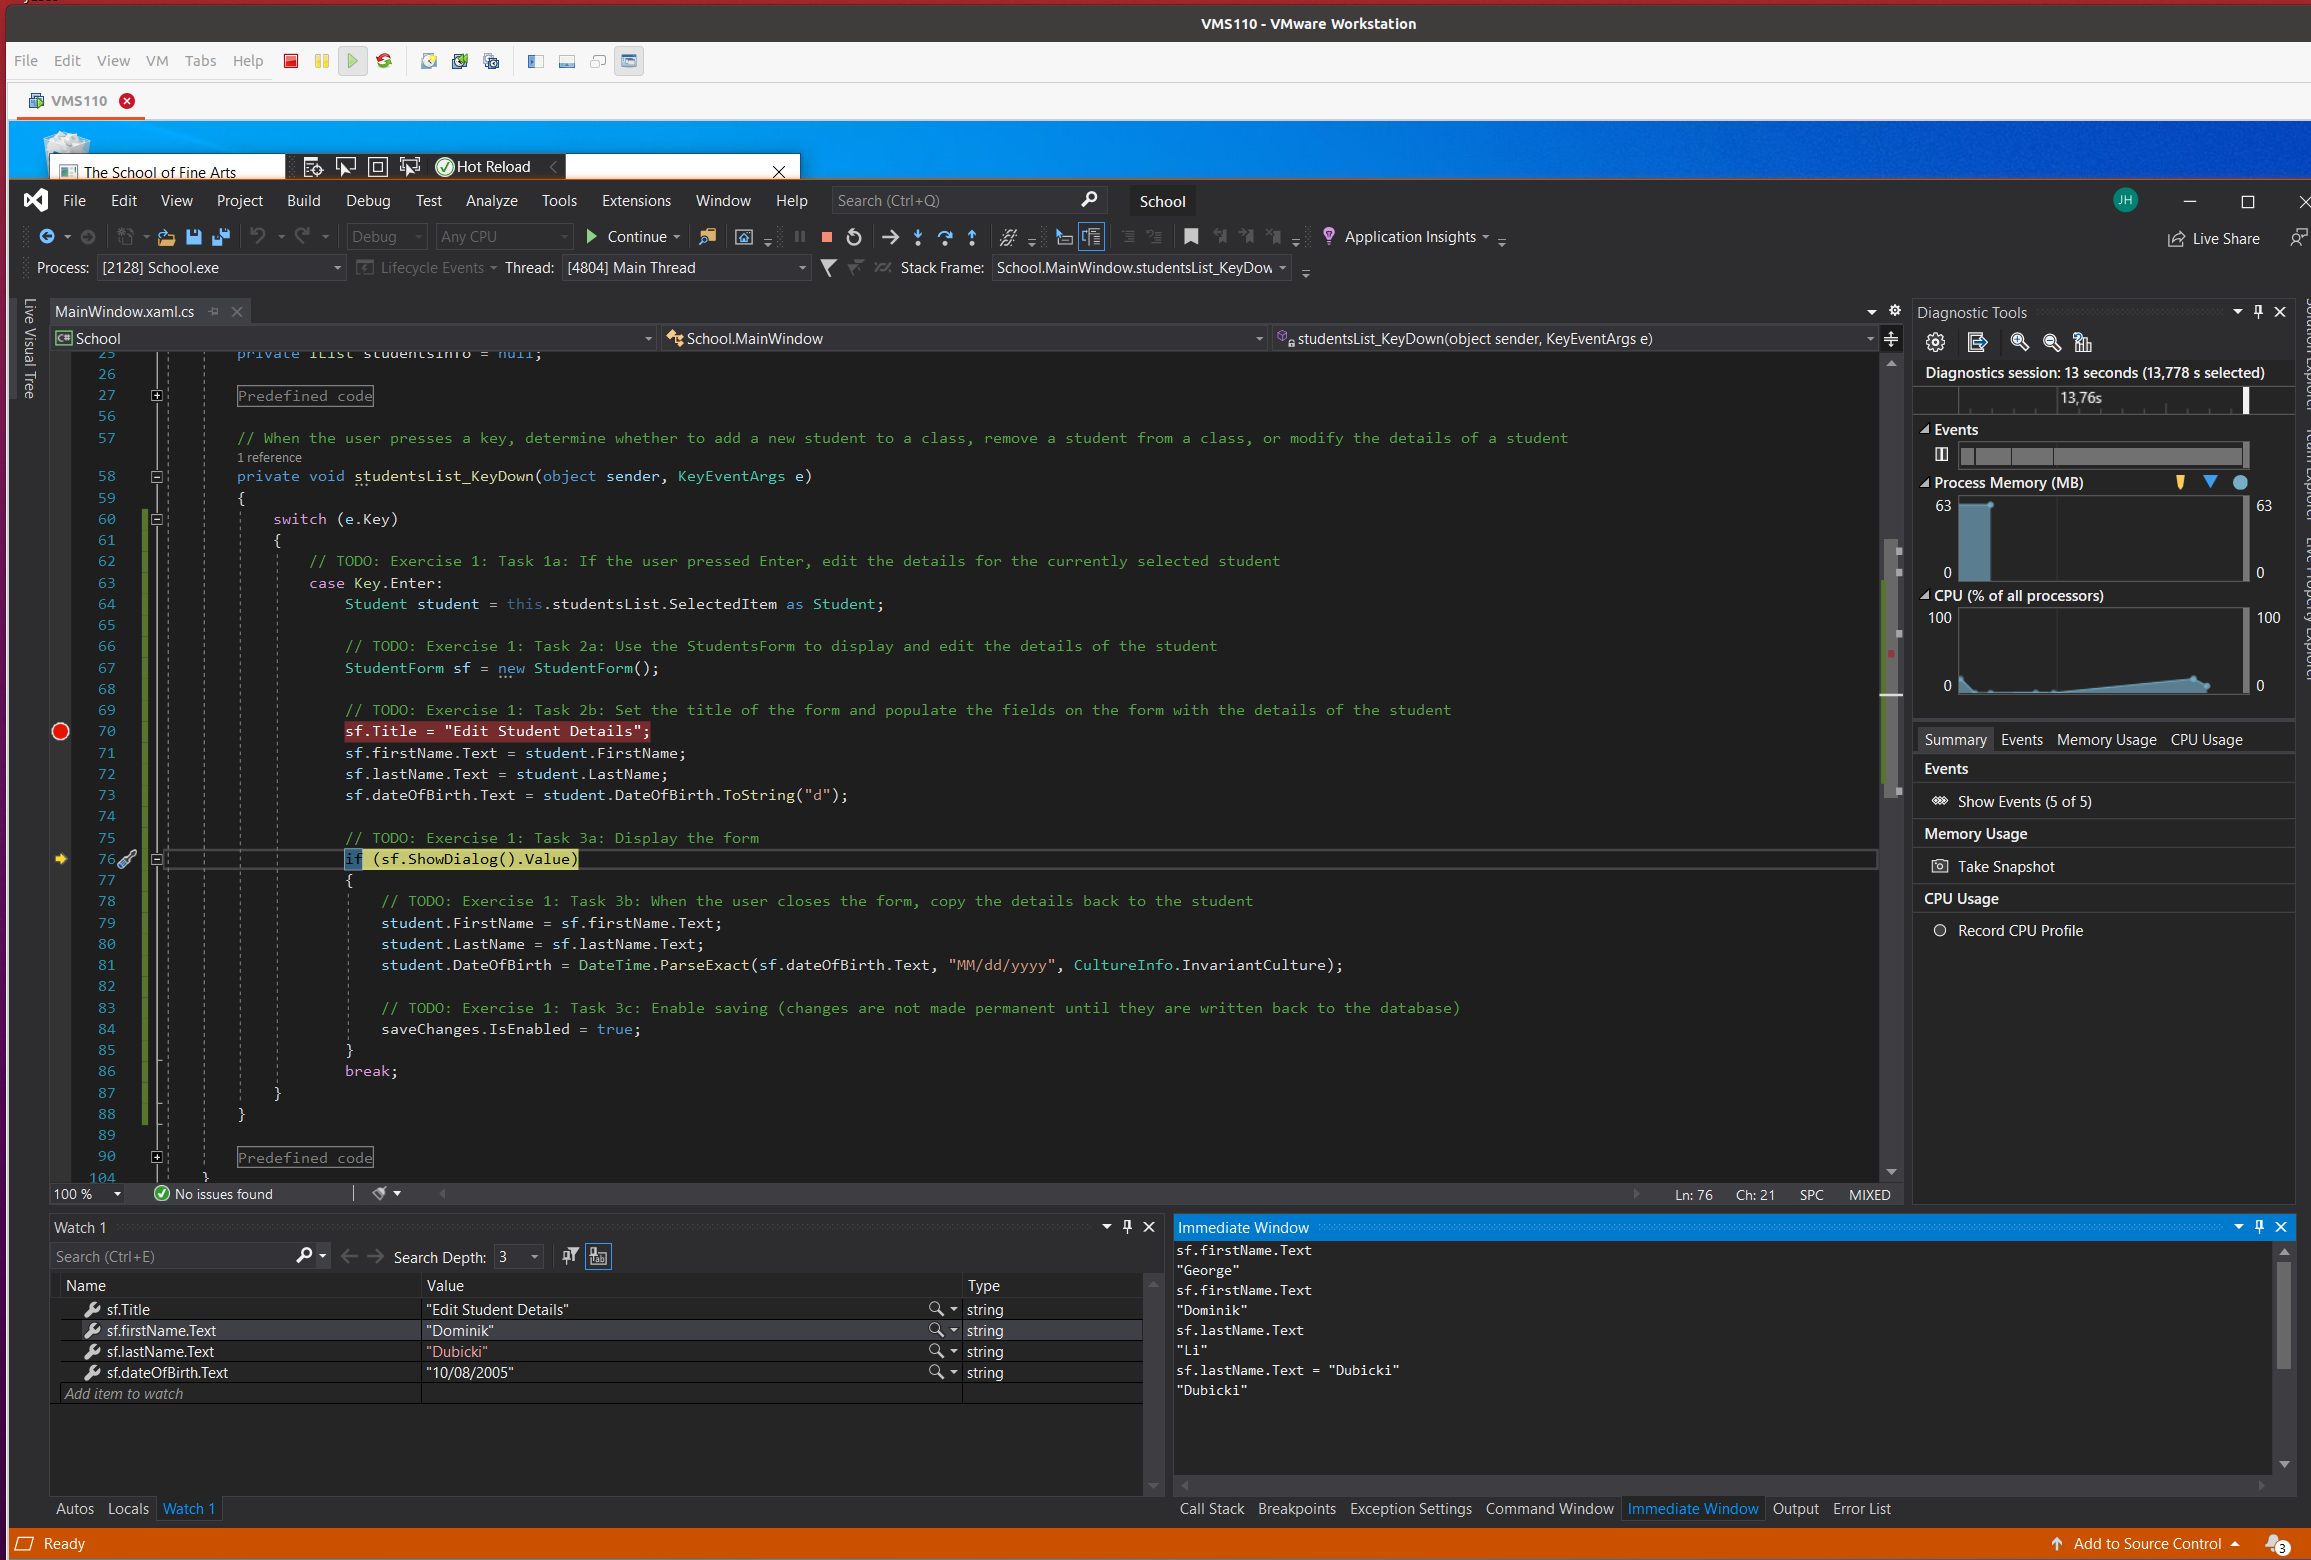 VMS110 - VMware Workstation
File Edit View VM Tabs Help
VMS110
The School of Fine Arts
Hot Reload
File Edit View Project Build Debug Test Analyze Tools Extensions Window Help Search (Ctrl+Q) School JH
Debug Any CPU Continue Application Insights Live Share
Process: [2128] School.exe Lifecycle Events Thread: [4804] Main Thread Stack Frame: School.MainWindow.studentsList_KeyDow
Live Visual Tree
MainWindow.xaml.cs
School School.MainWindow studentsList_KeyDown(object sender, KeyEventArgs e)
25 private IList studentsInfo = null;
26
27 Predefined code
56
57 // When the user presses a key, determine whether to add a new student to a class, remove a student from a class, or modify the details of a student
1 reference
58 private void studentsList_KeyDown(object sender, KeyEventArgs e)
59 {
60 switch (e.Key)
61 {
62 // TODO: Exercise 1: Task 1a: If the user pressed Enter, edit the details for the currently selected student
63 case Key.Enter:
64 Student student = this.studentsList.SelectedItem as Student;
65
66 // TODO: Exercise 1: Task 2a: Use the StudentsForm to display and edit the details of the student
67 StudentForm sf = new StudentForm();
68
69 // TODO: Exercise 1: Task 2b: Set the title of the form and populate the fields on the form with the details of the student
70 sf.Title = "Edit Student Details";
71 sf.firstName.Text = student.FirstName;
72 sf.lastName.Text = student.LastName;
73 sf.dateOfBirth.Text = student.DateOfBirth.ToString("d");
74
75 // TODO: Exercise 1: Task 3a: Display the form
76 if (sf.ShowDialog().Value)
77 {
78 // TODO: Exercise 1: Task 3b: When the user closes the form, copy the details back to the student
79 student.FirstName = sf.firstName.Text;
80 student.LastName = sf.lastName.Text;
81 student.DateOfBirth = DateTime.ParseExact(sf.dateOfBirth.Text, "MM/dd/yyyy", CultureInfo.InvariantCulture);
82
83 // TODO: Exercise 1: Task 3c: Enable saving (changes are not made permanent until they are written back to the database)
84 saveChanges.IsEnabled = true;
85 }
86 break;
87 }
88 }
89
90 Predefined code
104 }
100 % No issues found Ln: 76 Ch: 21 SPC MIXED
Diagnostic Tools
Diagnostics session: 13 seconds (13,778 s selected)
13,76s
Events
Process Memory (MB)
63 63
0 0
CPU (% of all processors)
100 100
0 0
Summary Events Memory Usage CPU Usage
Events
Show Events (5 of 5)
Memory Usage
Take Snapshot
CPU Usage
Record CPU Profile
Team Explorer
Live Property Explorer
Watch 1
Search (Ctrl+E) Search Depth: 3
Name Value Type
sf.Title "Edit Student Details" string
sf.firstName.Text "Dominik" string
sf.lastName.Text "Dubicki" string
sf.dateOfBirth.Text "10/08/2005" string
Add item to watch
Autos Locals Watch 1
Immediate Window
sf.firstName.Text
"George"
sf.firstName.Text
"Dominik"
sf.lastName.Text
"Li"
sf.lastName.Text = "Dubicki"
"Dubicki"
Call Stack Breakpoints Exception Settings Command Window Immediate Window Output Error List
Ready Add to Source Control 3